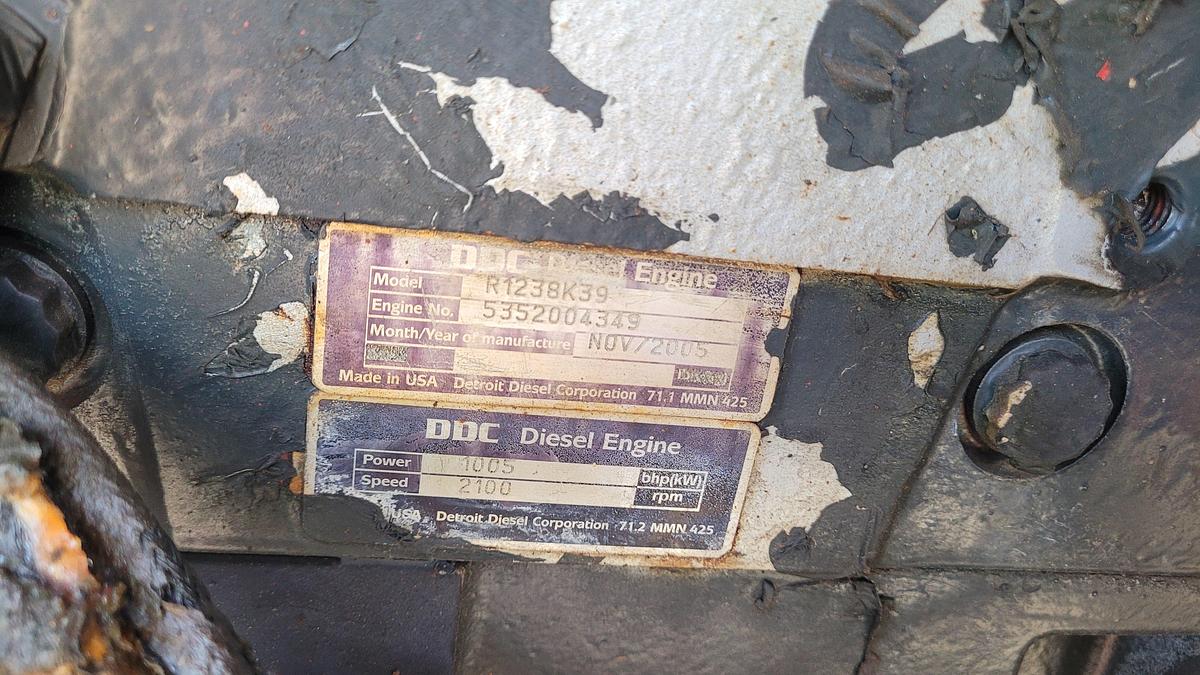 DDC Diesel Engine
Model R1238K39
Engine No. 5352004349
Month/Year of manufacture NOV/2005
Made in USA Detroit Diesel Corporation 71.1 MMN 425
DDC Diesel Engine
Power 1005 bhp(kW)
Speed 2100 rpm
USA Detroit Diesel Corporation 71.2 MMN 425